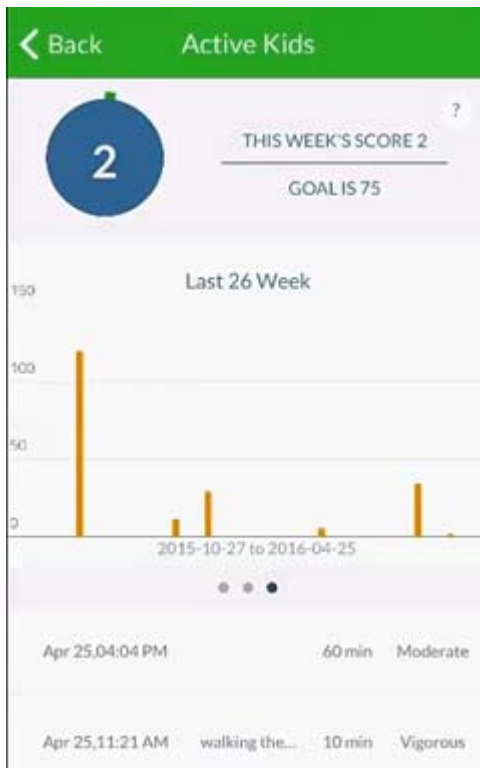 Back Active Kids
?
2
THIS WEEK'S SCORE 2
GOAL IS 75
Last 26 Week
150
100
50
0
2015-10-27 to 2016-04-25
Apr 25,04:04 PM 60 min Moderate
Apr 25,11:21 AM walking the... 10 min Vigorous